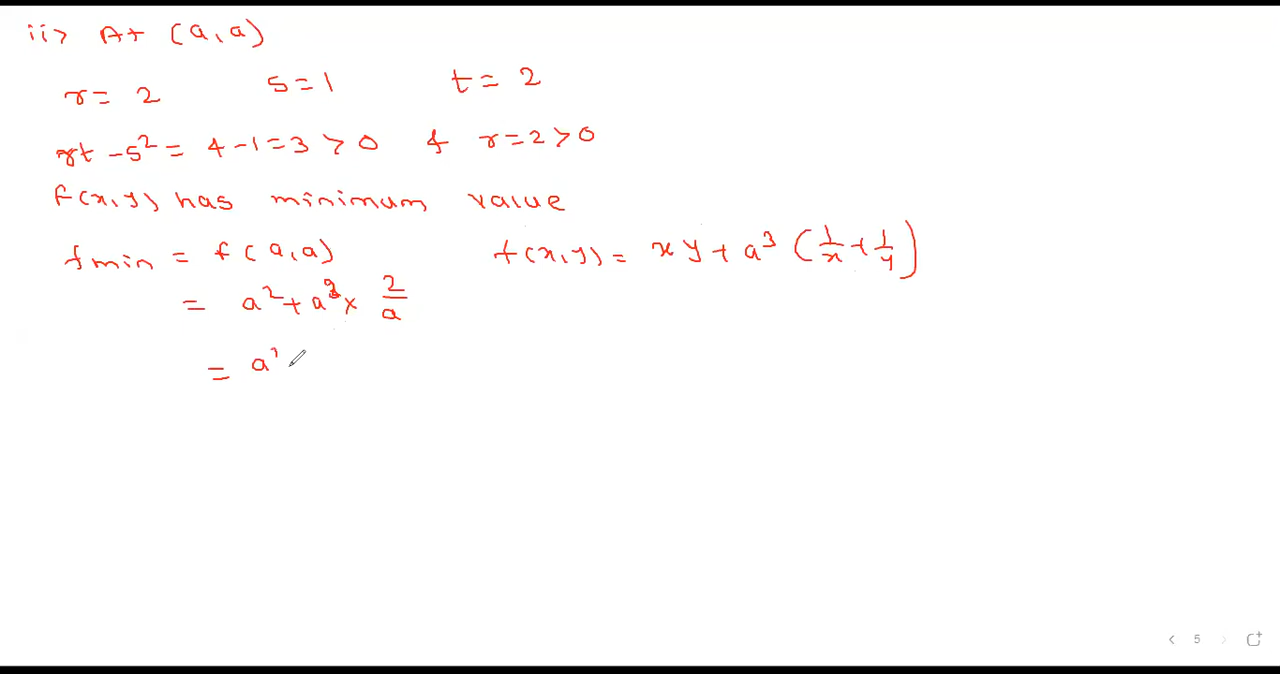 ii> At (a,a)
r = 2 s = 1 t = 2
rt - s² = 4 - 1 = 3 > 0 & r = 2 > 0
f(x,y) has minimum value
fmin = f(a,a) f(x,y) = xy + a³ (1/x + 1/y)
= a² + a³ × 2/a
= a²
5